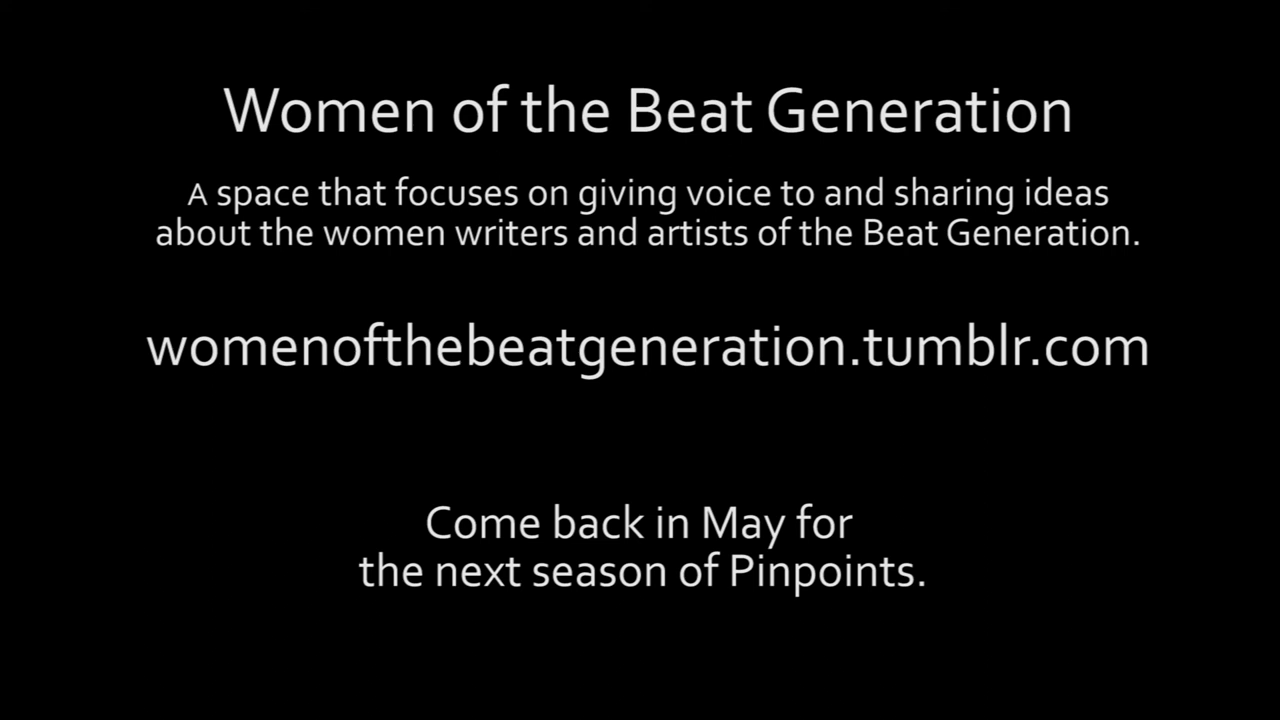 Women of the Beat Generation
A space that focuses on giving voice to and sharing ideas
about the women writers and artists of the Beat Generation.
womenofthebeatgeneration.tumblr.com
Come back in May for
the next season of Pinpoints.